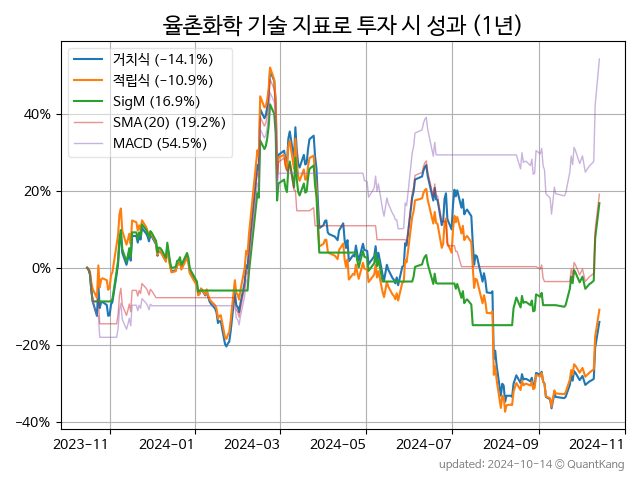 율촌화학 기술 지표로 투자 시 성과 (1년)
거치식 (−14.1%)
적립식 (−10.9%)
SigM (16.9%)
SMA(20) (19.2%)
MACD (54.5%)
40%
20%
0%
−20%
−40%
2023−11
2024−01
2024−03
2024−05
2024−07
2024−09
2024−11
updated: 2024-10-14 © QuantKang